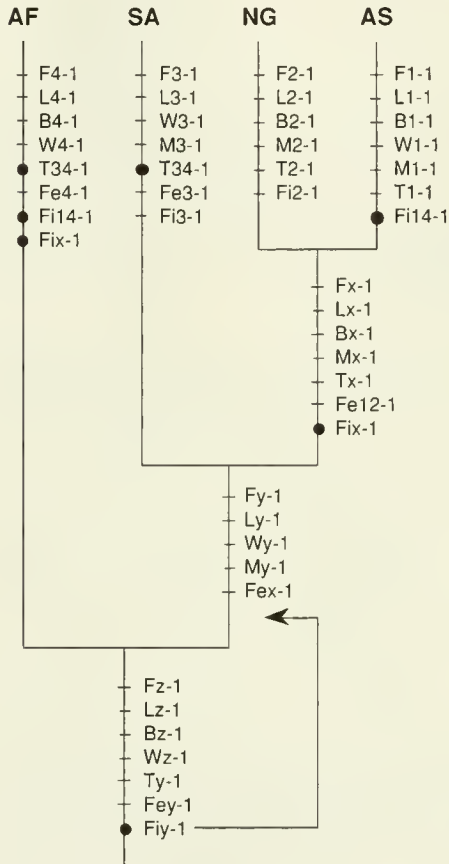 AF SA NG AS
F4-1
L4-1
B4-1
W4-1
T34-1
Fe4-1
Fi14-1
Fix-1
F3-1
L3-1
W3-1
M3-1
T34-1
Fe3-1
Fi3-1
F2-1
L2-1
B2-1
M2-1
T2-1
Fi2-1
F1-1
L1-1
B1-1
W1-1
M1-1
T1-1
Fi14-1
Fx-1
Lx-1
Bx-1
Mx-1
Tx-1
Fe12-1
Fix-1
Fy-1
Ly-1
Wy-1
My-1
Fex-1
Fz-1
Lz-1
Bz-1
Wz-1
Ty-1
Fey-1
Fiy-1